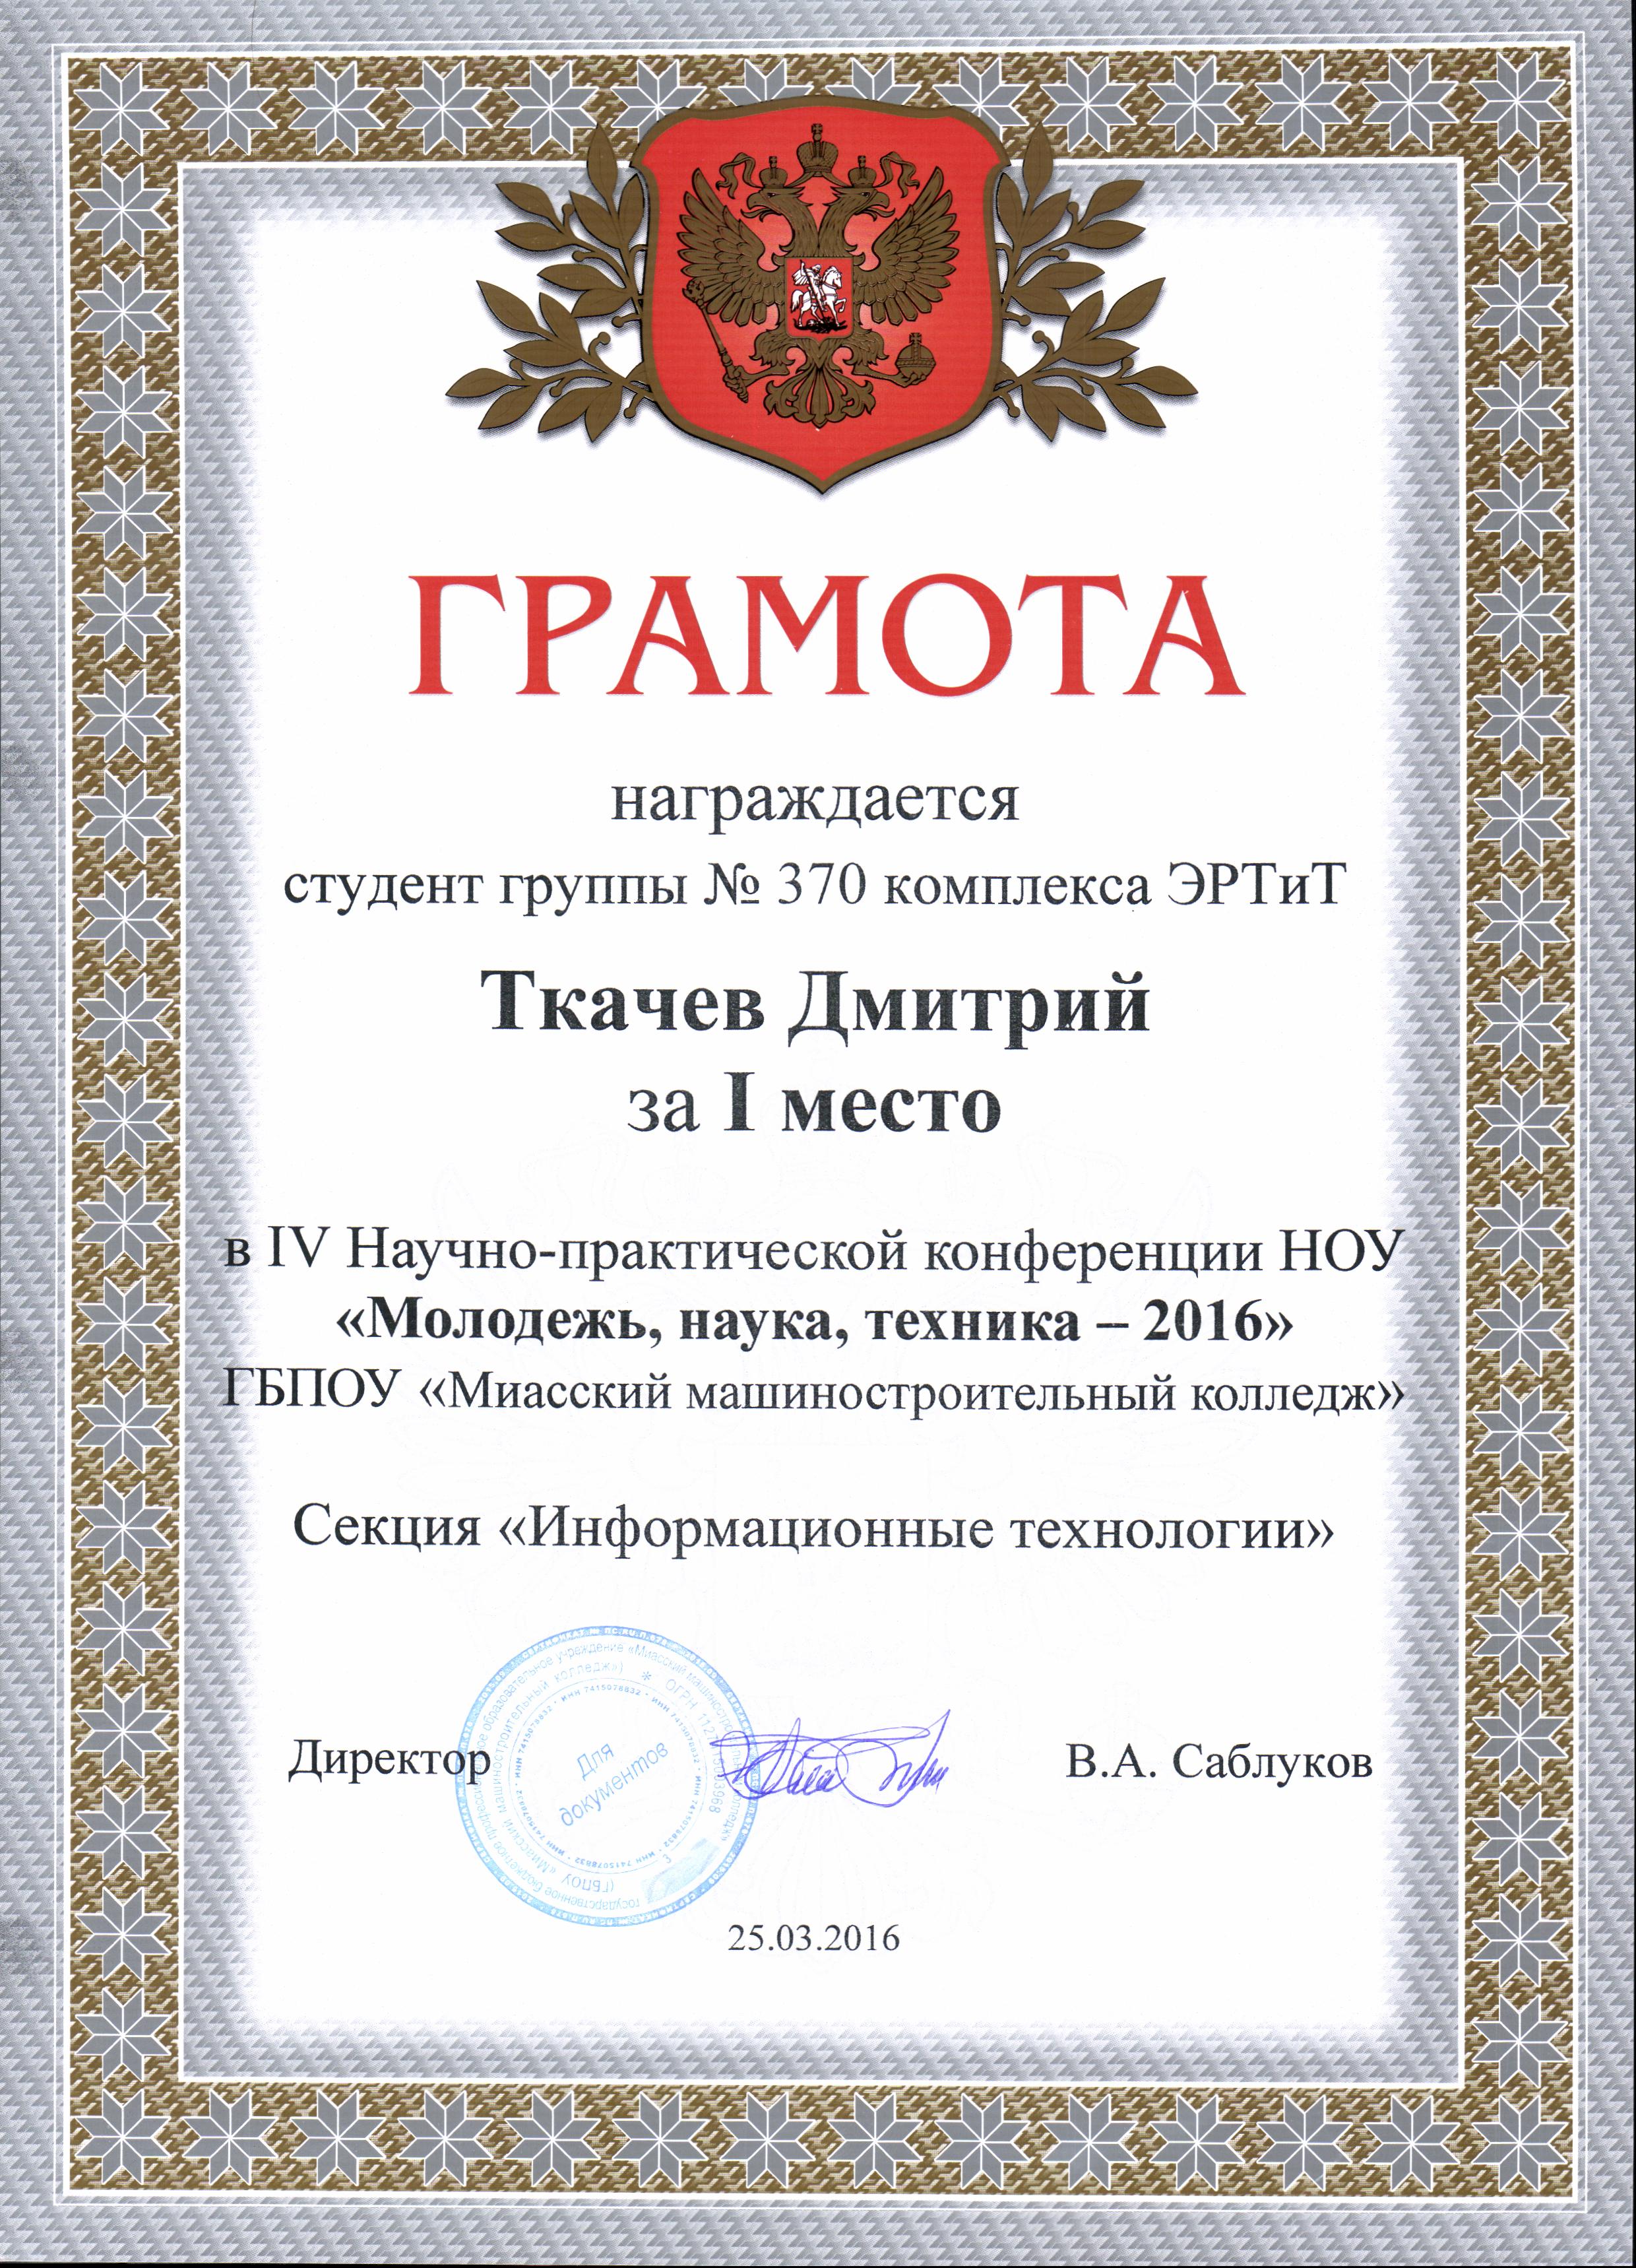 ГРАМОТА
награждается
студент группы № 370 комплекса ЭРТиТ
Ткачев Дмитрий
за I место
в IV Научно-практической конференции НОУ
«Молодежь, наука, техника – 2016»
ГБПОУ «Миасский машиностроительный колледж»
Секция «Информационные технологии»
Директор
В.А. Саблуков
Для
документов
25.03.2016